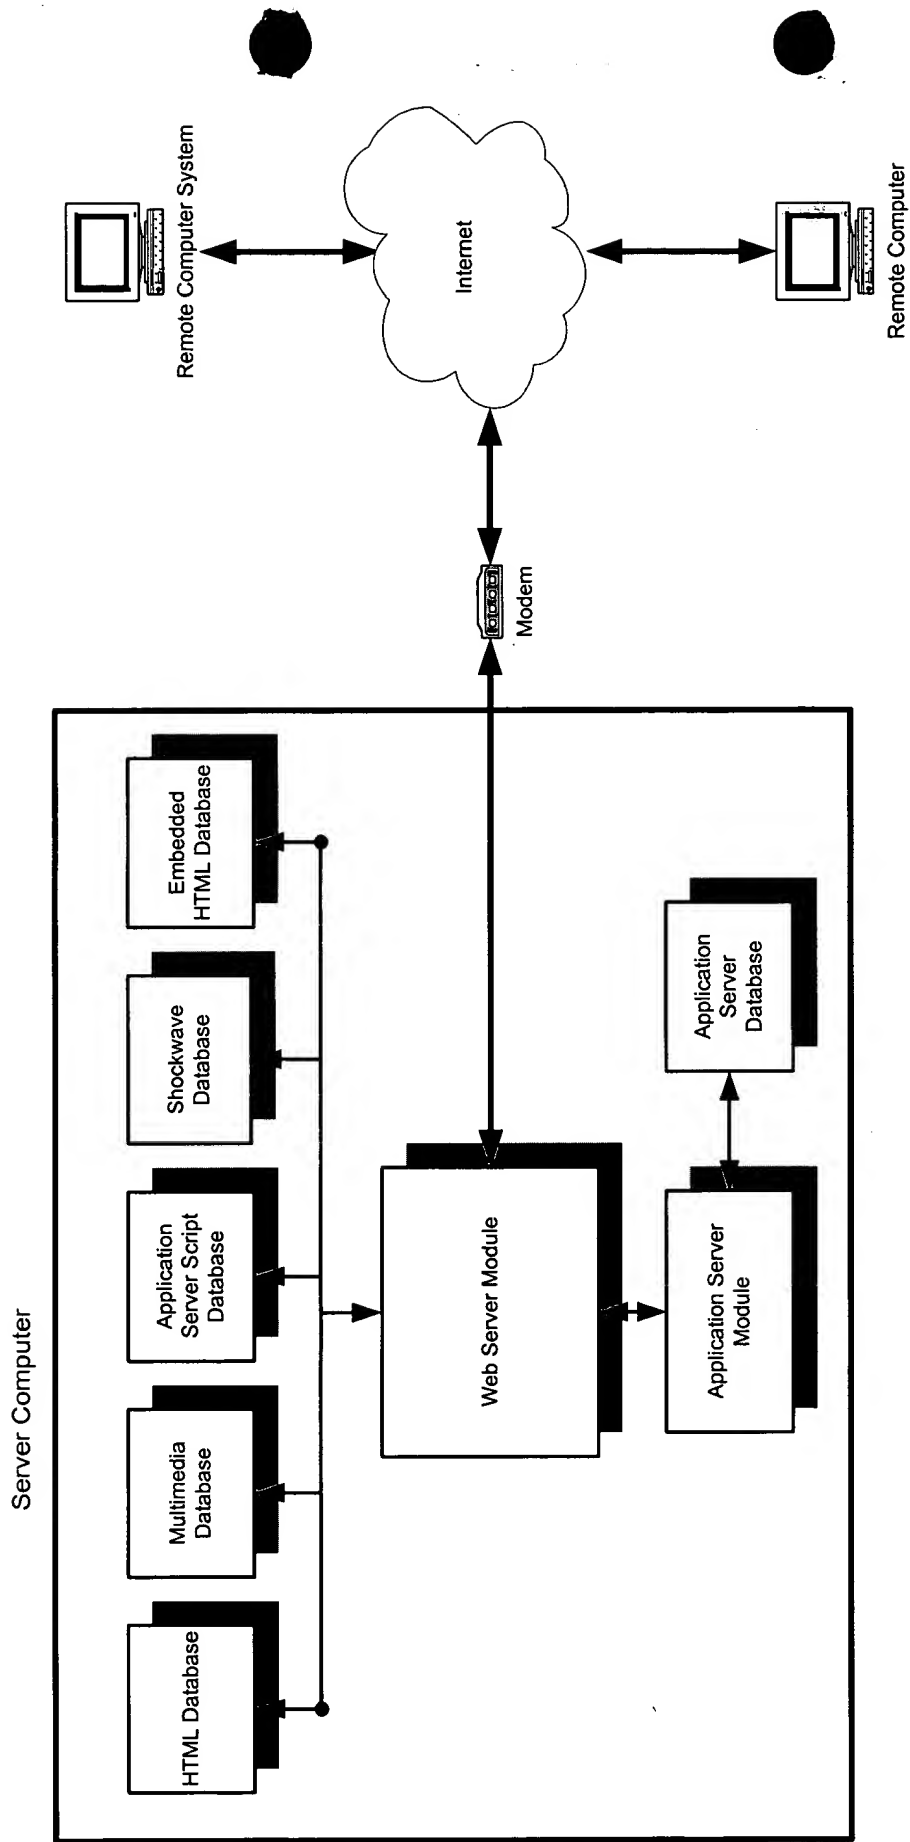 Server Computer
HTML Database
Multimedia
Database
Application
Server Script
Database
Shockwave
Database
Embedded
HTML Database
Web Server Module
Application Server
Module
Application
Server
Database
Modem
Internet
Remote Computer System
Remote Computer